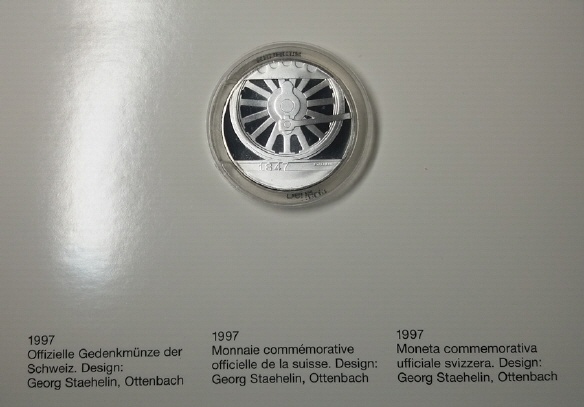 1847
1997
Offizielle Gedenkmünze der
Schweiz. Design:
Georg Staehelin, Ottenbach
1997
Monnaie commémorative
officielle de la suisse. Design:
Georg Staehelin, Ottenbach
1997
Moneta commemorativa
ufficiale svizzera. Design:
Georg Staehelin, Ottenbach